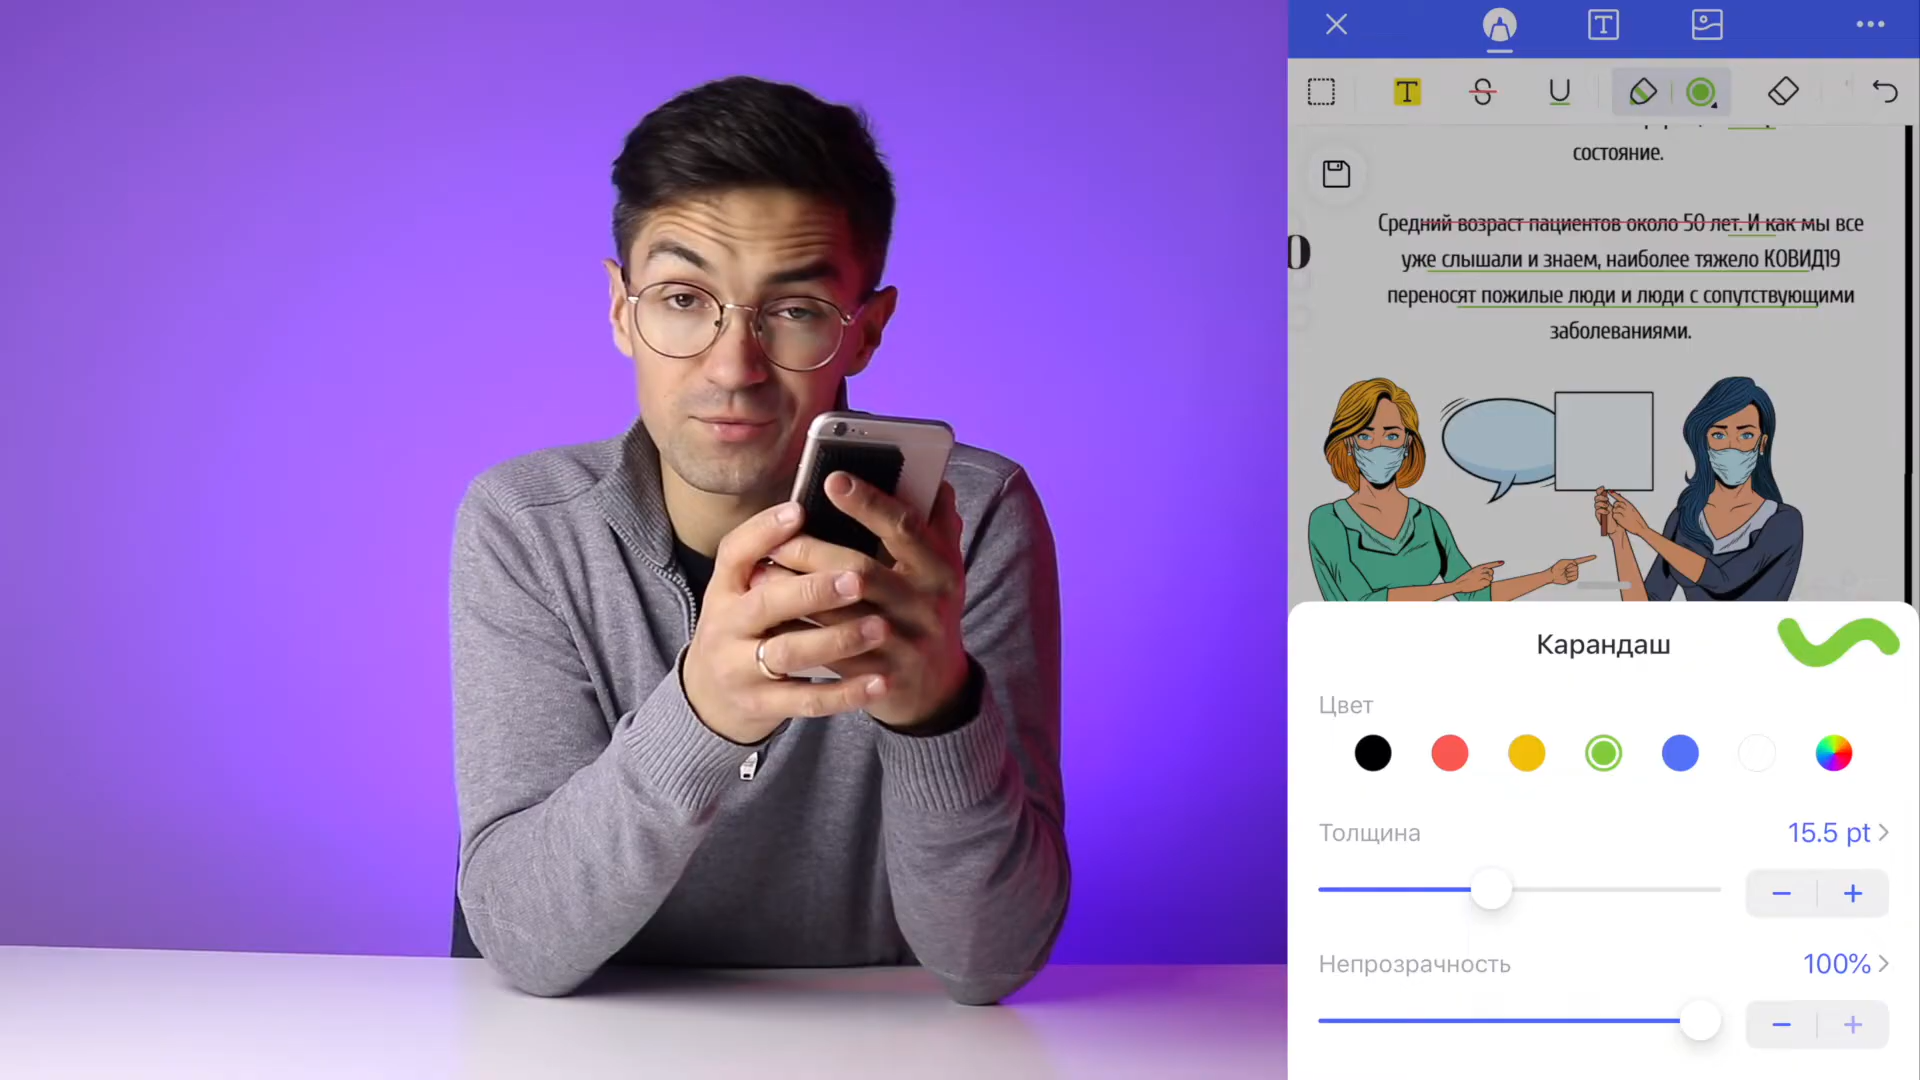 T
T S U
состояние.
Средний возраст пациентов около 50 лет. И как мы все
уже слышали и знаем, наиболее тяжело КОВИД19
переносят пожилые люди и люди с сопутствующими
заболеваниями.
Карандаш
Цвет
Толщина
15.5 pt
Непрозрачность
100%